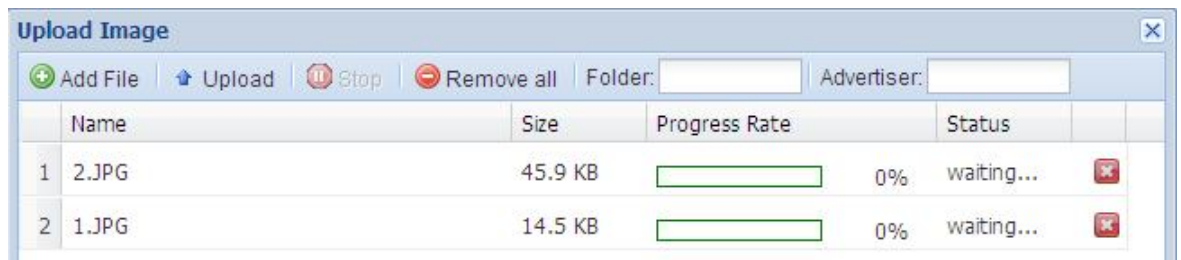 Upload Image
Add File Upload Stop Remove all Folder: Advertiser:
Name Size Progress Rate Status
1 2.JPG 45.9 KB 0% waiting...
2 1.JPG 14.5 KB 0% waiting...